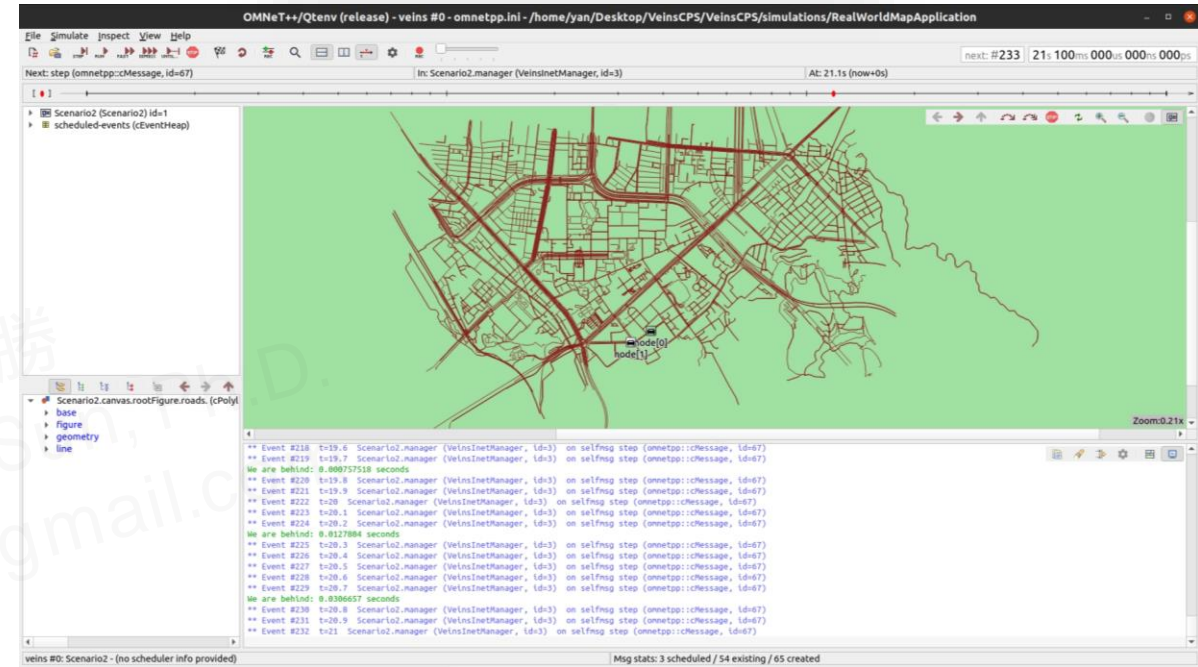 OMNeT++/Qtenv (release) - veins #0 - omnetpp.ini - /home/yan/Desktop/VeinsCPS/VeinsCPS/simulations/RealWorldMapApplication
File Simulate Inspect View Help
next: #233 21s 100ms 000us 000ns 000ps
Next: step (omnetpp::cMessage, id=67) In: Scenario2.manager (VeinsInetManager, id=3) At: 21.1s (now+0s)
Scenario2 (Scenario2) id=1
scheduled-events (cEventHeap)
node[0]
node[1]
Zoom:0.21x
Scenario2.canvas.rootFigure.roads. (cPolyl
base
figure
geometry
line
** Event #218 t=19.6 Scenario2.manager (VeinsInetManager, id=3) on selfmsg step (omnetpp::cMessage, id=67)
** Event #219 t=19.7 Scenario2.manager (VeinsInetManager, id=3) on selfmsg step (omnetpp::cMessage, id=67)
We are behind: 0.000757518 seconds
** Event #220 t=19.8 Scenario2.manager (VeinsInetManager, id=3) on selfmsg step (omnetpp::cMessage, id=67)
** Event #221 t=19.9 Scenario2.manager (VeinsInetManager, id=3) on selfmsg step (omnetpp::cMessage, id=67)
** Event #222 t=20 Scenario2.manager (VeinsInetManager, id=3) on selfmsg step (omnetpp::cMessage, id=67)
** Event #223 t=20.1 Scenario2.manager (VeinsInetManager, id=3) on selfmsg step (omnetpp::cMessage, id=67)
** Event #224 t=20.2 Scenario2.manager (VeinsInetManager, id=3) on selfmsg step (omnetpp::cMessage, id=67)
We are behind: 0.0127804 seconds
** Event #225 t=20.3 Scenario2.manager (VeinsInetManager, id=3) on selfmsg step (omnetpp::cMessage, id=67)
** Event #226 t=20.4 Scenario2.manager (VeinsInetManager, id=3) on selfmsg step (omnetpp::cMessage, id=67)
** Event #227 t=20.5 Scenario2.manager (VeinsInetManager, id=3) on selfmsg step (omnetpp::cMessage, id=67)
** Event #228 t=20.6 Scenario2.manager (VeinsInetManager, id=3) on selfmsg step (omnetpp::cMessage, id=67)
** Event #229 t=20.7 Scenario2.manager (VeinsInetManager, id=3) on selfmsg step (omnetpp::cMessage, id=67)
We are behind: 0.0306657 seconds
** Event #230 t=20.8 Scenario2.manager (VeinsInetManager, id=3) on selfmsg step (omnetpp::cMessage, id=67)
** Event #231 t=20.9 Scenario2.manager (VeinsInetManager, id=3) on selfmsg step (omnetpp::cMessage, id=67)
** Event #232 t=21 Scenario2.manager (VeinsInetManager, id=3) on selfmsg step (omnetpp::cMessage, id=67)
veins #0: Scenario2 - (no scheduler info provided) Msg stats: 3 scheduled / 54 existing / 65 created
勝
Ph.D.